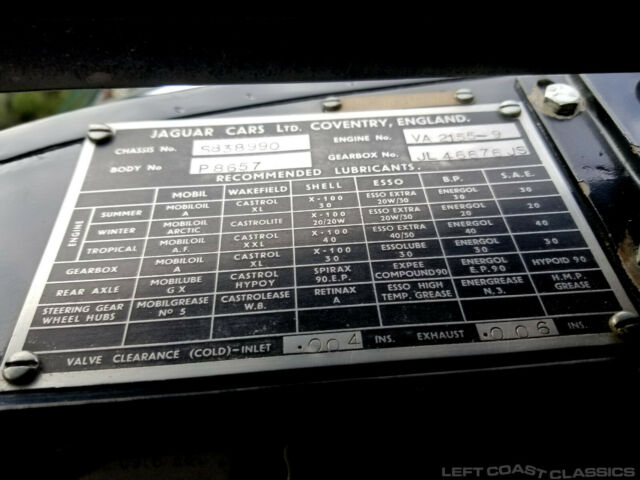 JAGUAR CARS Ltd. COVENTRY, ENGLAND.
CHASSIS No. S838990 ENGINE No. VA 2155-9
BODY No P8657 GEARBOX No. JL 46676 JS
RECOMMENDED LUBRICANTS.
MOBIL WAKEFIELD SHELL ESSO B.P. S.A.E.
ENGINE
SUMMER MOBILOIL A CASTROL XL X-100 30 ESSO EXTRA 20W/30 ENERGOL 30 30
WINTER MOBILOIL ARCTIC CASTROLITE X-100 20/20W ESSO EXTRA 20W/30 ENERGOL 20 20
TROPICAL MOBILOIL A.F. CASTROL XXL X-100 40 ESSO EXTRA 40/50 ENERGOL 40 40
GEARBOX MOBILOIL A CASTROL XL X-100 30 ESSOLUBE 30 ENERGOL 30 30
REAR AXLE MOBILUBE GX CASTROL HYPOY SPIRAX 90.E.P. EXPEE COMPOUND 90 ENERGOL E.P.90 HYPOID 90
STEERING GEAR WHEEL HUBS MOBILGREASE No 5 CASTROLEASE W.B. RETINAX A ESSO HIGH TEMP. GREASE ENERGREASE N.3. H.M.P. GREASE
VALVE CLEARANCE (COLD)-INLET .004 INS. EXHAUST .006 INS.
LEFT COAST CLASSICS